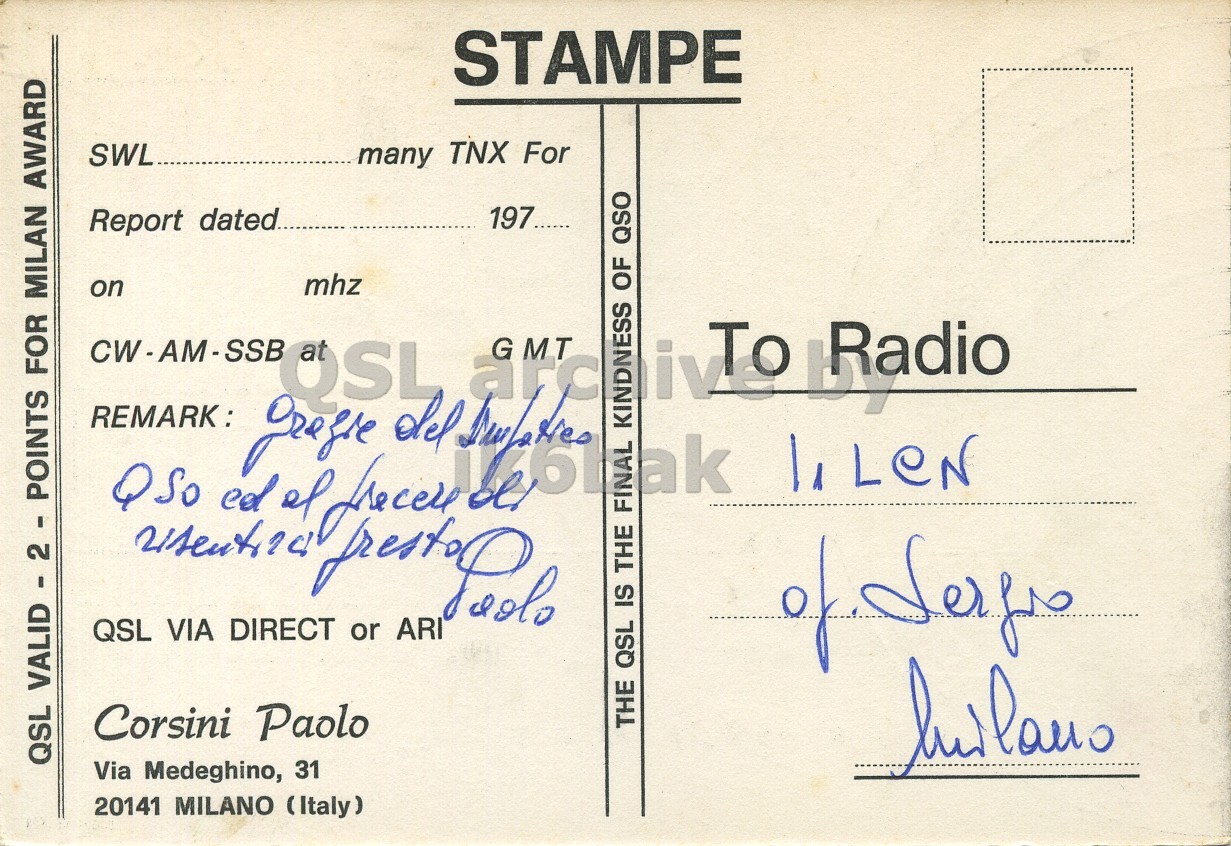 STAMPE
QSL VALID - 2 - POINTS FOR MILAN AWARD
SWL.......................many TNX For
Report dated....................... 197.....
on mhz
CW-AM-SSB at GMT
REMARK: Grazie del simpatico
QSO ed al piacere di
risentirci presto
Paolo
QSL VIA DIRECT or ARI
Corsini Paolo
Via Medeghino, 31
20141 MILANO (Italy)
THE QSL IS THE FINAL KINDNESS OF QSO
To Radio
I1 LCN
op. Sergio
Milano
QSL archive by
ik6bak